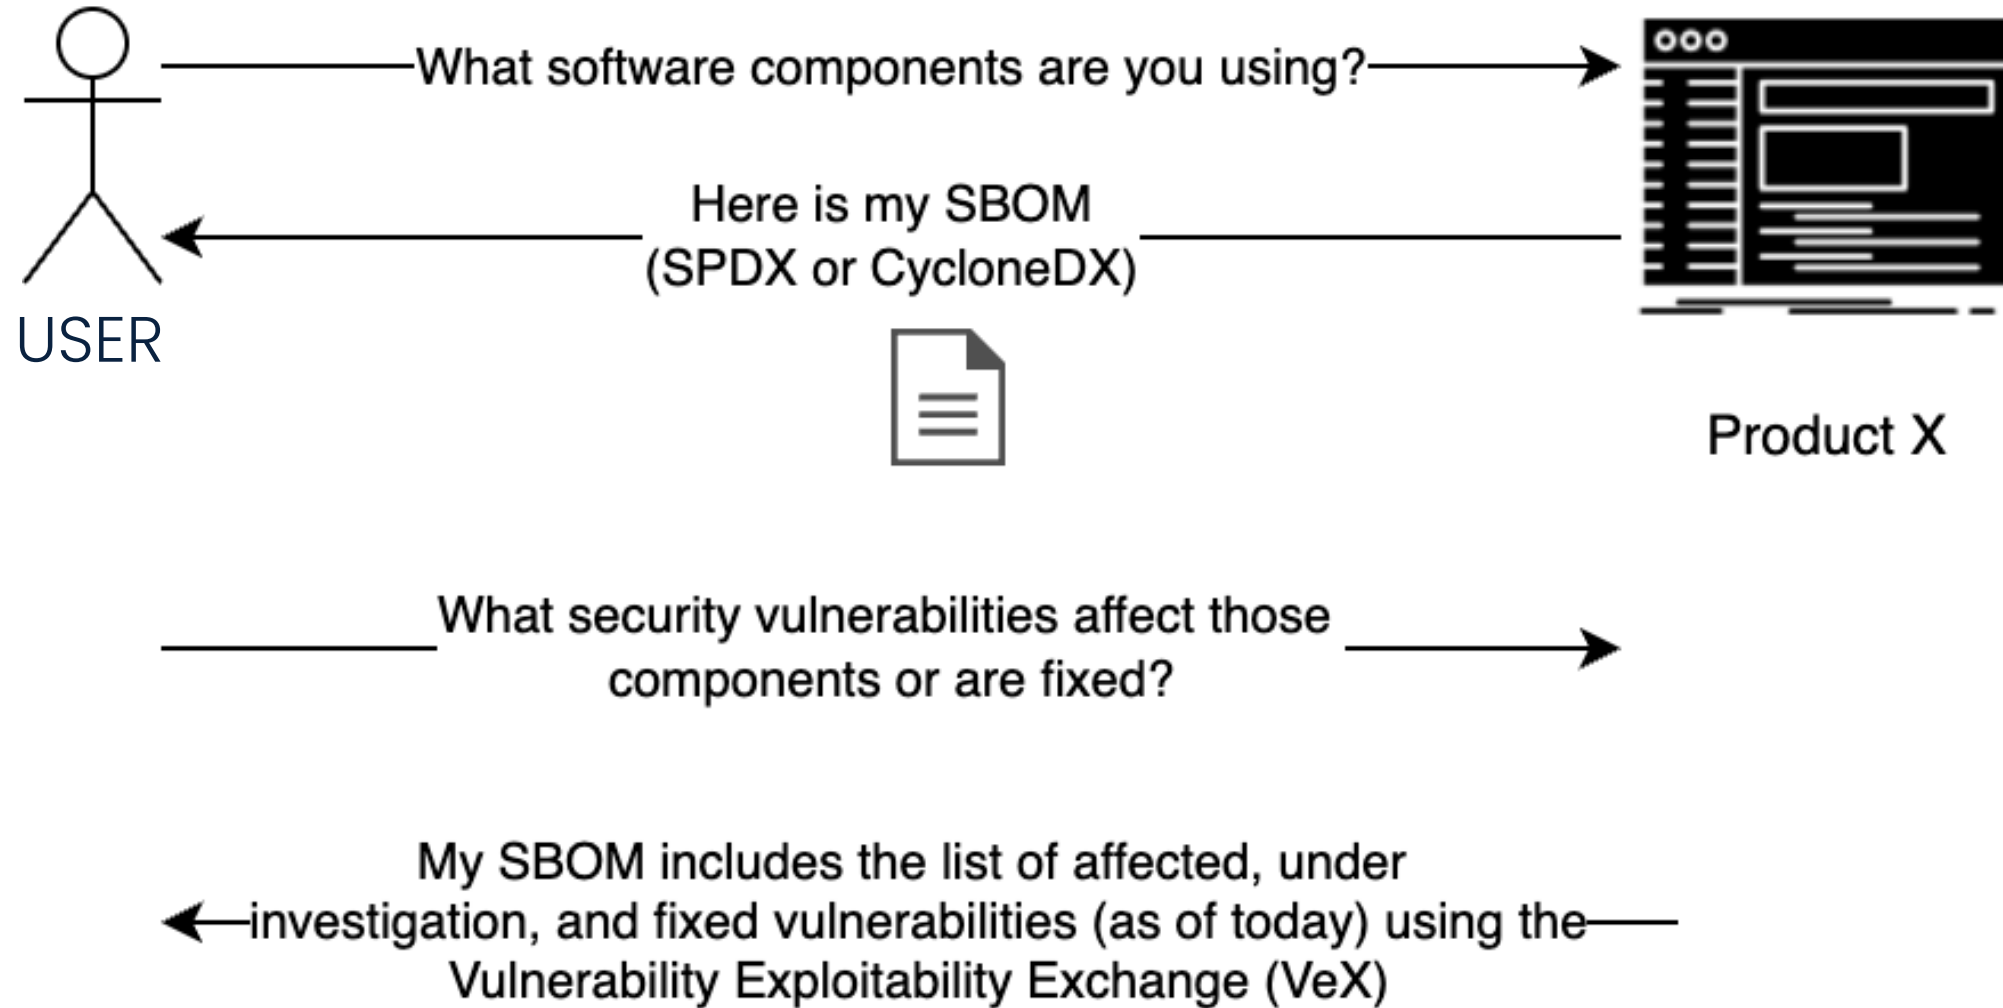 What software components are you using?
Here is my SBOM
(SPDX or CycloneDX)
USER
Product X
What security vulnerabilities affect those
components or are fixed?
My SBOM includes the list of affected, under
investigation, and fixed vulnerabilities (as of today) using the
Vulnerability Exploitability Exchange (VeX)